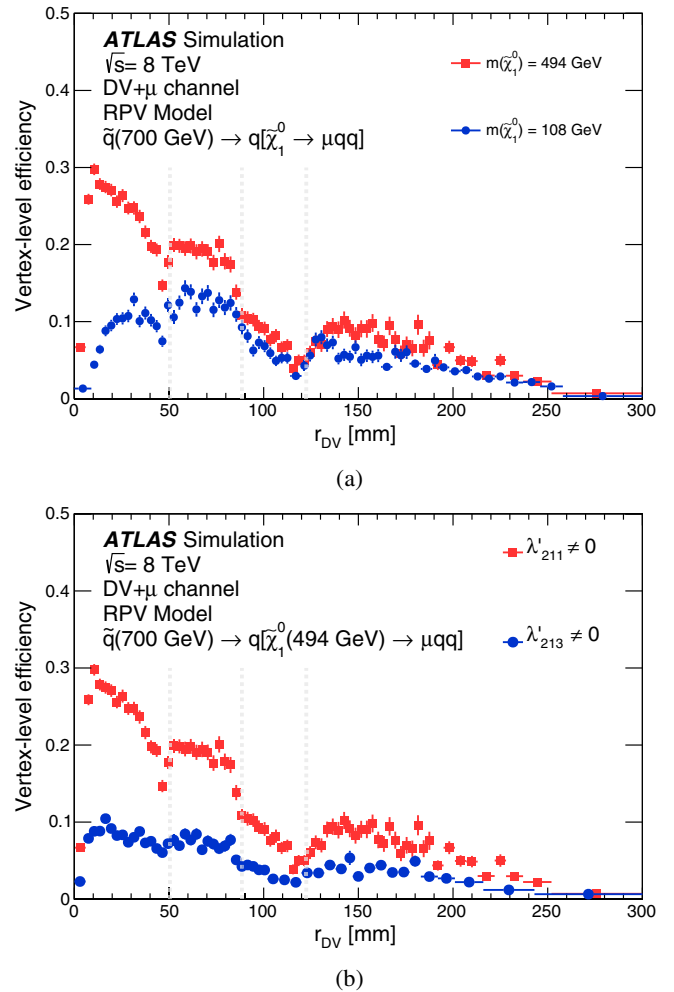 0.5
0.4
0.3
0.2
0.1
0
Vertex-level efficiency
ATLAS Simulation
√s= 8 TeV
DV+μ channel
RPV Model
q̃(700 GeV) → q[χ̃₁⁰ → μqq]
m(χ̃₁⁰) = 494 GeV
m(χ̃₁⁰) = 108 GeV
0 50 100 150 200 250 300
r_DV [mm]
(a)
0.5
0.4
0.3
0.2
0.1
0
Vertex-level efficiency
ATLAS Simulation
√s= 8 TeV
DV+μ channel
RPV Model
q̃(700 GeV) → q[χ̃₁⁰(494 GeV) → μqq]
λ'₂₁₁ ≠ 0
λ'₂₁₃ ≠ 0
0 50 100 150 200 250 300
r_DV [mm]
(b)